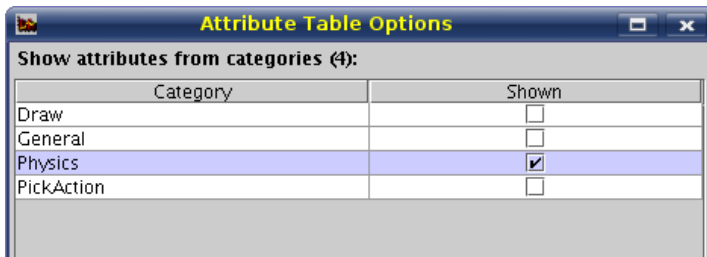 Attribute Table Options
Show attributes from categories (4):
Category Shown
Draw
General
Physics
PickAction